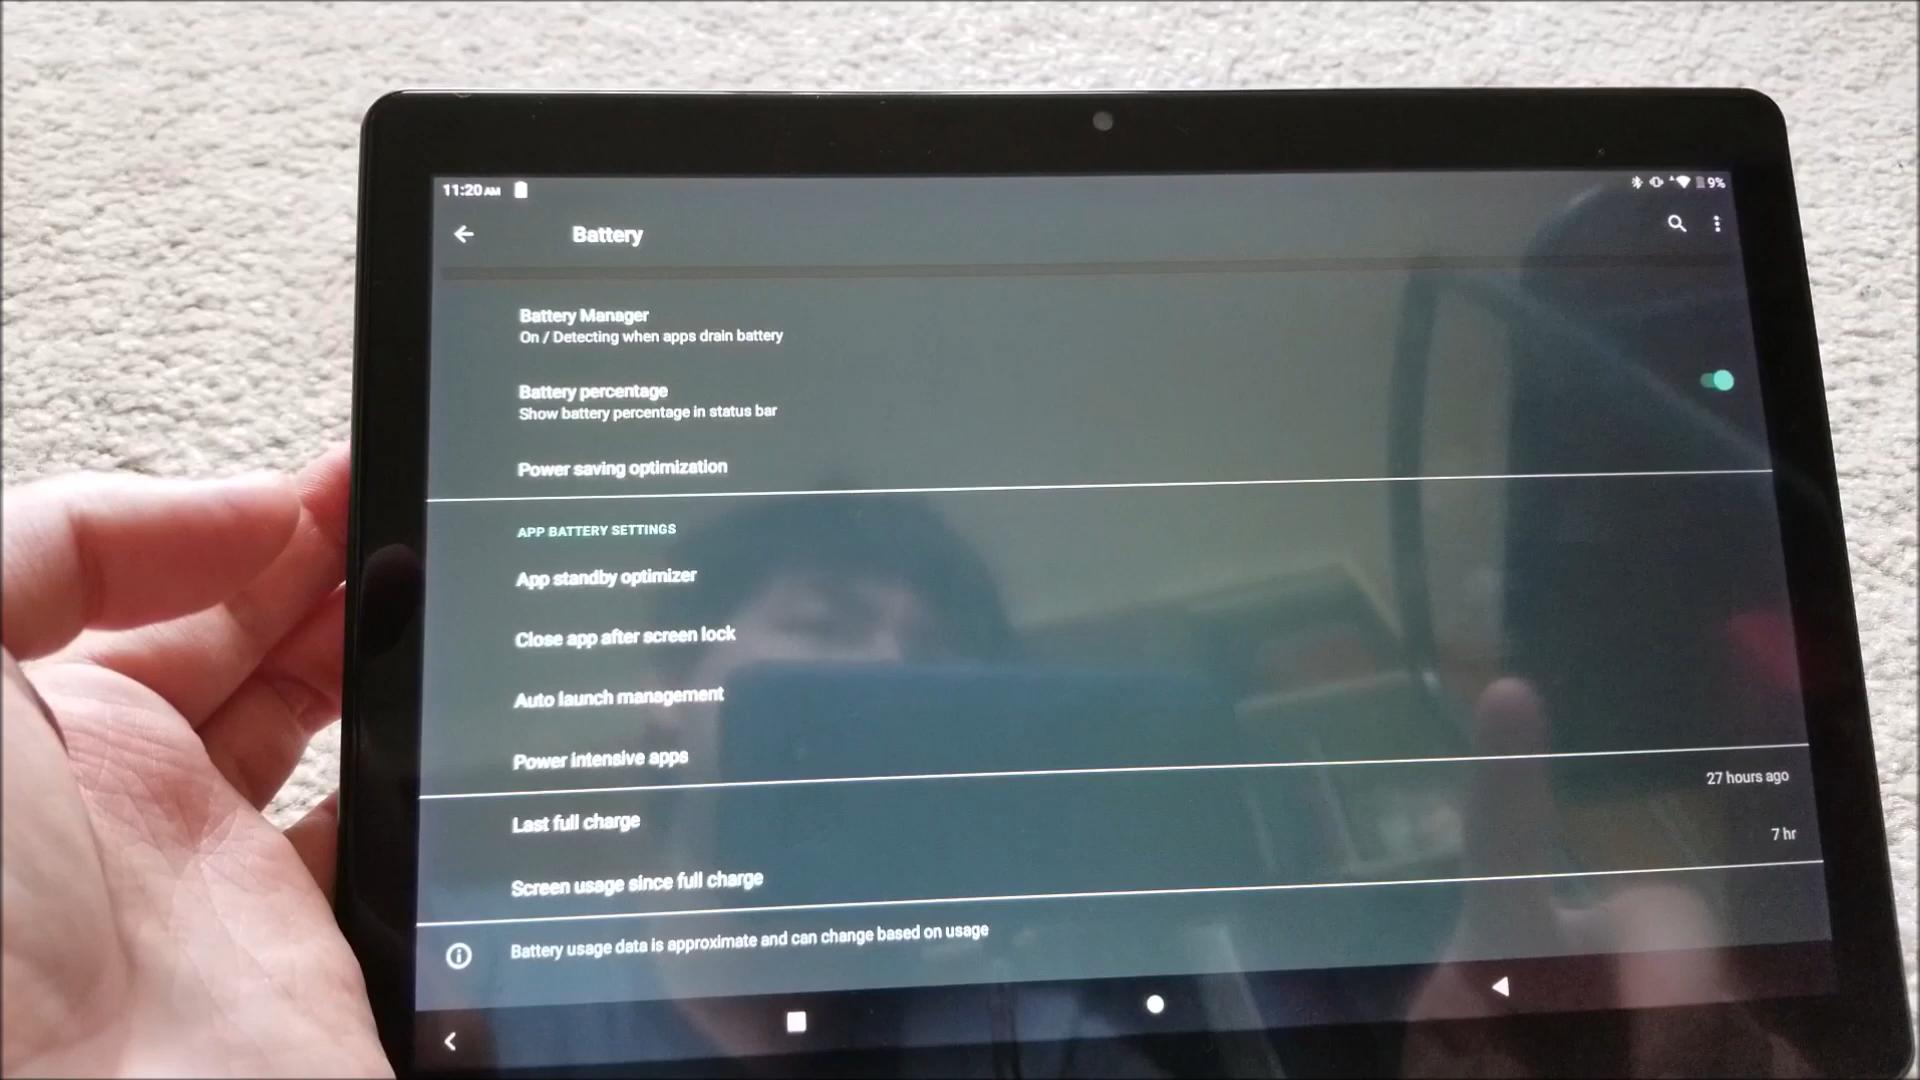 11:20 AM
9%
Battery
Battery Manager
On / Detecting when apps drain battery
Battery percentage
Show battery percentage in status bar
Power saving optimization
APP BATTERY SETTINGS
App standby optimizer
Close app after screen lock
Auto launch management
Power intensive apps
Last full charge
27 hours ago
Screen usage since full charge
7 hr
Battery usage data is approximate and can change based on usage